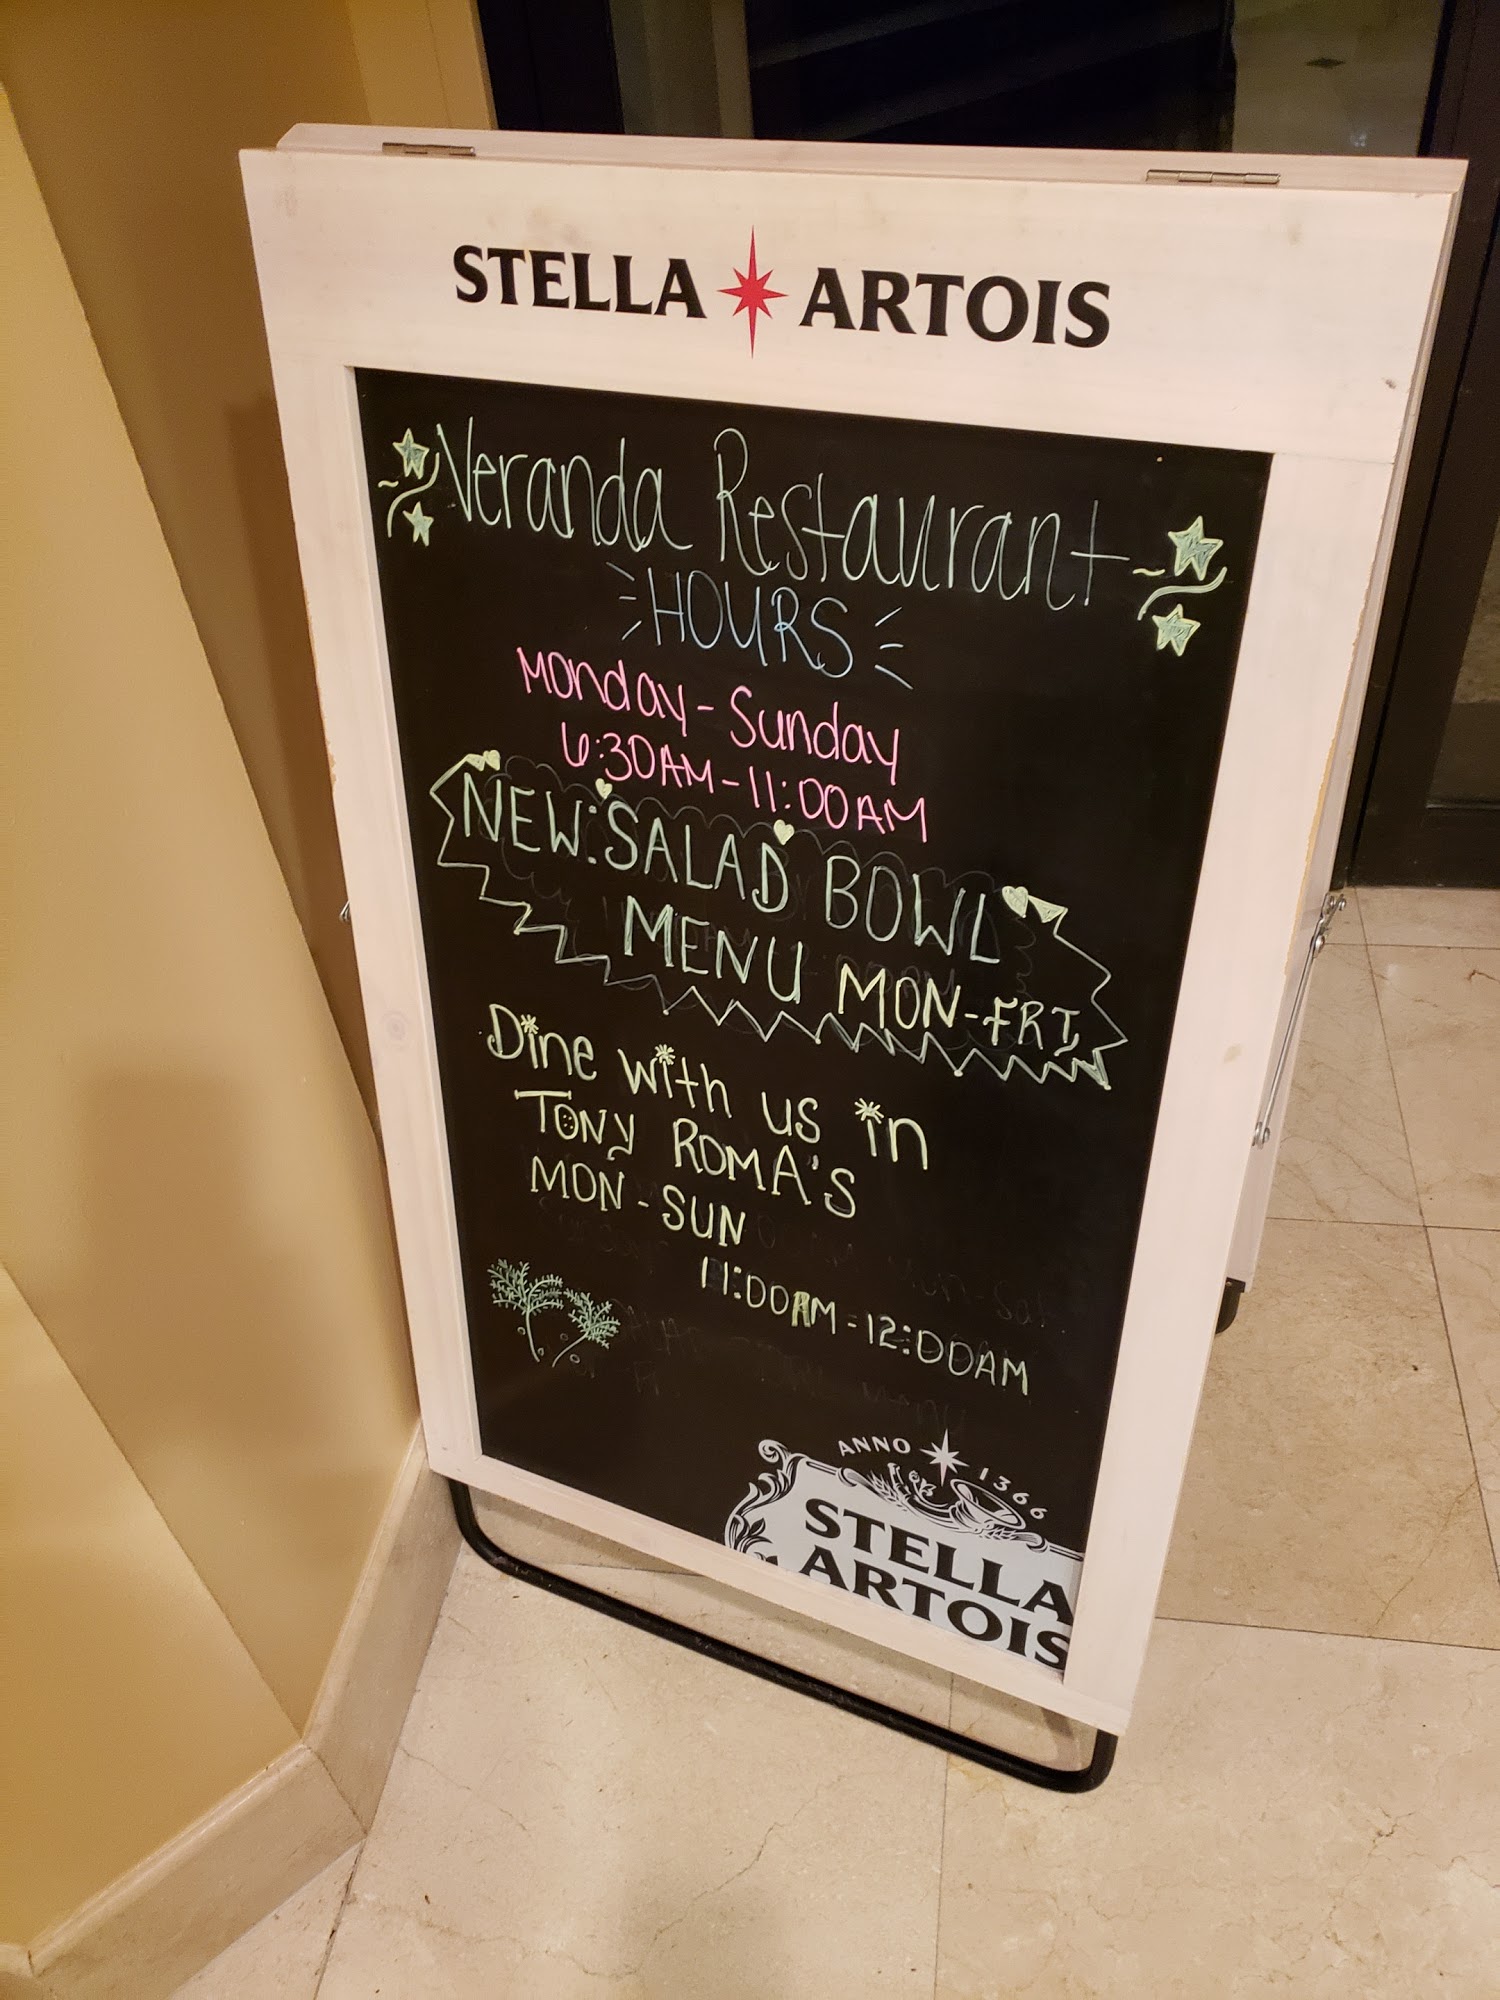 STELLA ARTOIS
Veranda Restaurant
HOURS
Monday - Sunday
6:30AM - 11:00AM
NEW: SALAD BOWL
MENU MON-FRI
Dine with us in
TONY ROMA'S
MON - SUN
11:00AM - 12:00AM
ANNO 1366
STELLA
ARTOIS